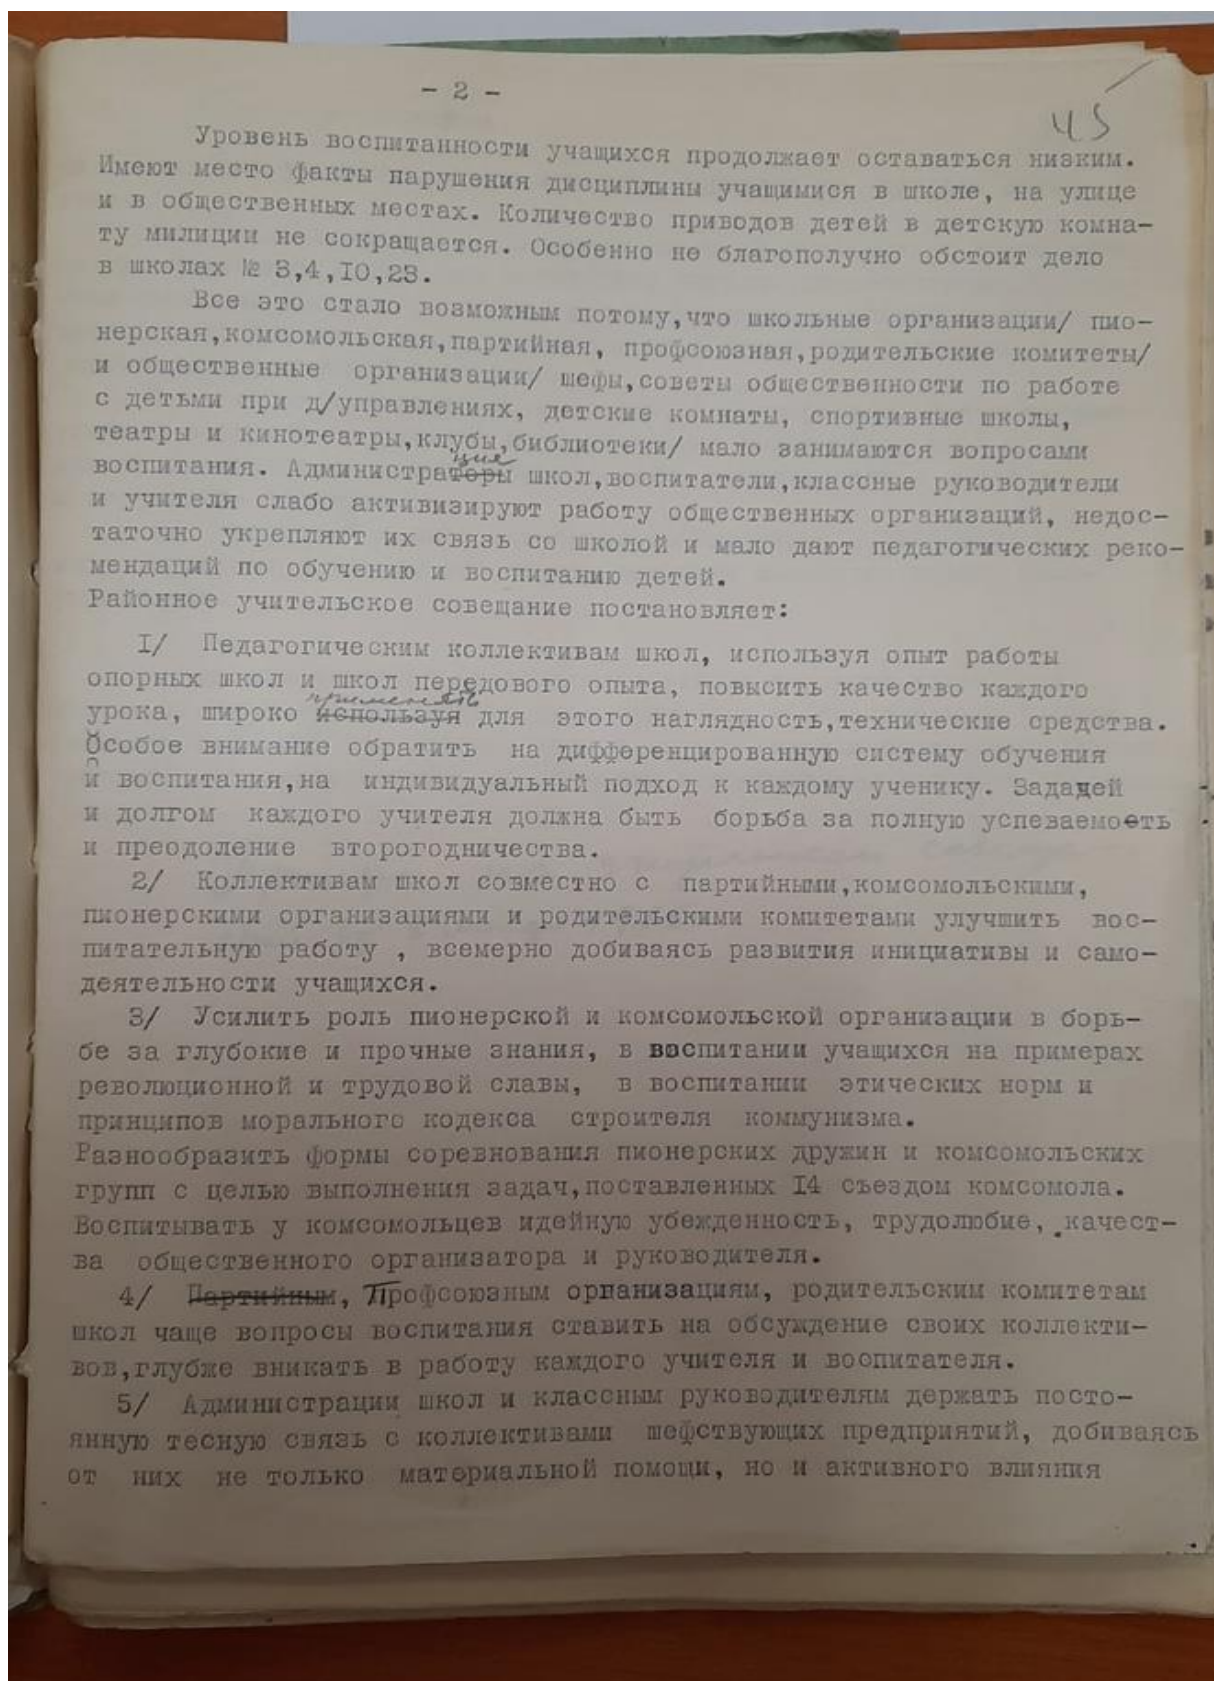 - 2 -
45
Уровень воспитанности учащихся продолжает оставаться низким.
Имеют место факты нарушения дисциплины учащимися в школе, на улице
и в общественных местах. Количество приводов детей в детскую комна-
ту милиции не сокращается. Особенно не благополучно обстоит дело
в школах № 3,4,10,23.
Все это стало возможным потому,что школьные организации/ пио-
нерская,комсомольская,партийная, профсоюзная,родительские комитеты/
и общественные организации/ шефы,советы общественности по работе
с детьми при д/управлениях, детские комнаты, спортивные школы,
театры и кинотеатры,клубы,библиотеки/ мало занимаются вопросами
ция
воспитания. Администраторы школ,воспитатели,классные руководители
и учителя слабо активизируют работу общественных организаций, недос-
таточно укрепляют их связь со школой и мало дают педагогических реко-
мендаций по обучению и воспитанию детей.
Районное учительское совещание постановляет:
I/ Педагогическим коллективам школ, используя опыт работы
опорных школ и школ передового опыта, повысить качество каждого
применять
урока, широко используя для этого наглядность,технические средства.
Особое внимание обратить на дифференцированную систему обучения
и воспитания,на индивидуальный подход к каждому ученику. Задачей
и долгом каждого учителя должна быть борьба за полную успеваемость
и преодоление второгодничества.
2/ Коллективам школ совместно с партийными,комсомольскими,
пионерскими организациями и родительскими комитетами улучшить вос-
питательную работу , всемерно добиваясь развития инициативы и само-
деятельности учащихся.
3/ Усилить роль пионерской и комсомольской организации в борь-
бе за глубокие и прочные знания, в воспитании учащихся на примерах
революционной и трудовой славы, в воспитании этических норм и
принципов морального кодекса строителя коммунизма.
Разнообразить формы соревнования пионерских дружин и комсомольских
групп с целью выполнения задач,поставленных I4 съездом комсомола.
Воспитывать у комсомольцев идейную убежденность, трудолюбие, качест-
ва общественного организатора и руководителя.
4/ Партийным, Профсоюзным организациям, родительским комитетам
школ чаще вопросы воспитания ставить на обсуждение своих коллекти-
вов,глубже вникать в работу каждого учителя и воспитателя.
5/ Администрации школ и классным руководителям держать посто-
янную тесную связь с коллективами шефствующих предприятий, добиваясь
от них не только материальной помощи, но и активного влияния